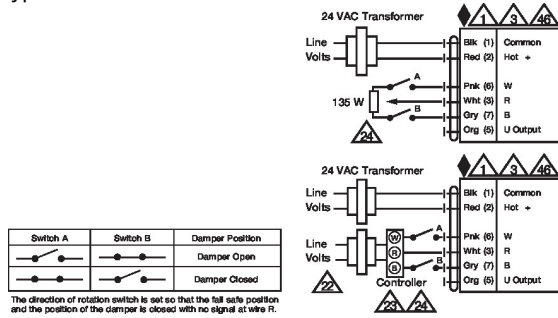 24 VAC Transformer
1 3 46
Line
Volts
Blk (1) Common
Red (2) Hot +
A
Pnk (6) W
135 W
Wht (3) R
B
Gry (7) B
24
Org (5) U Output
24 VAC Transformer
1 3 46
Line
Volts
Blk (1) Common
Red (2) Hot +
A
Line
Volts
W
Pnk (6) W
R
Wht (3) R
B
B
Gry (7) B
22
Controller
Org (5) U Output
23 24
Switch A Switch B Damper Position
Damper Open
Damper Closed
The direction of rotation switch is set so that the fail safe position
and the position of the damper is closed with no signal at wire R.